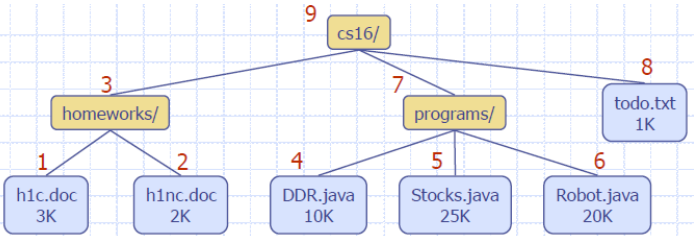 9
cs16/
3
homeworks/
7
programs/
8
todo.txt
1K
1
h1c.doc
3K
2
h1nc.doc
2K
4
DDR.java
10K
5
Stocks.java
25K
6
Robot.java
20K